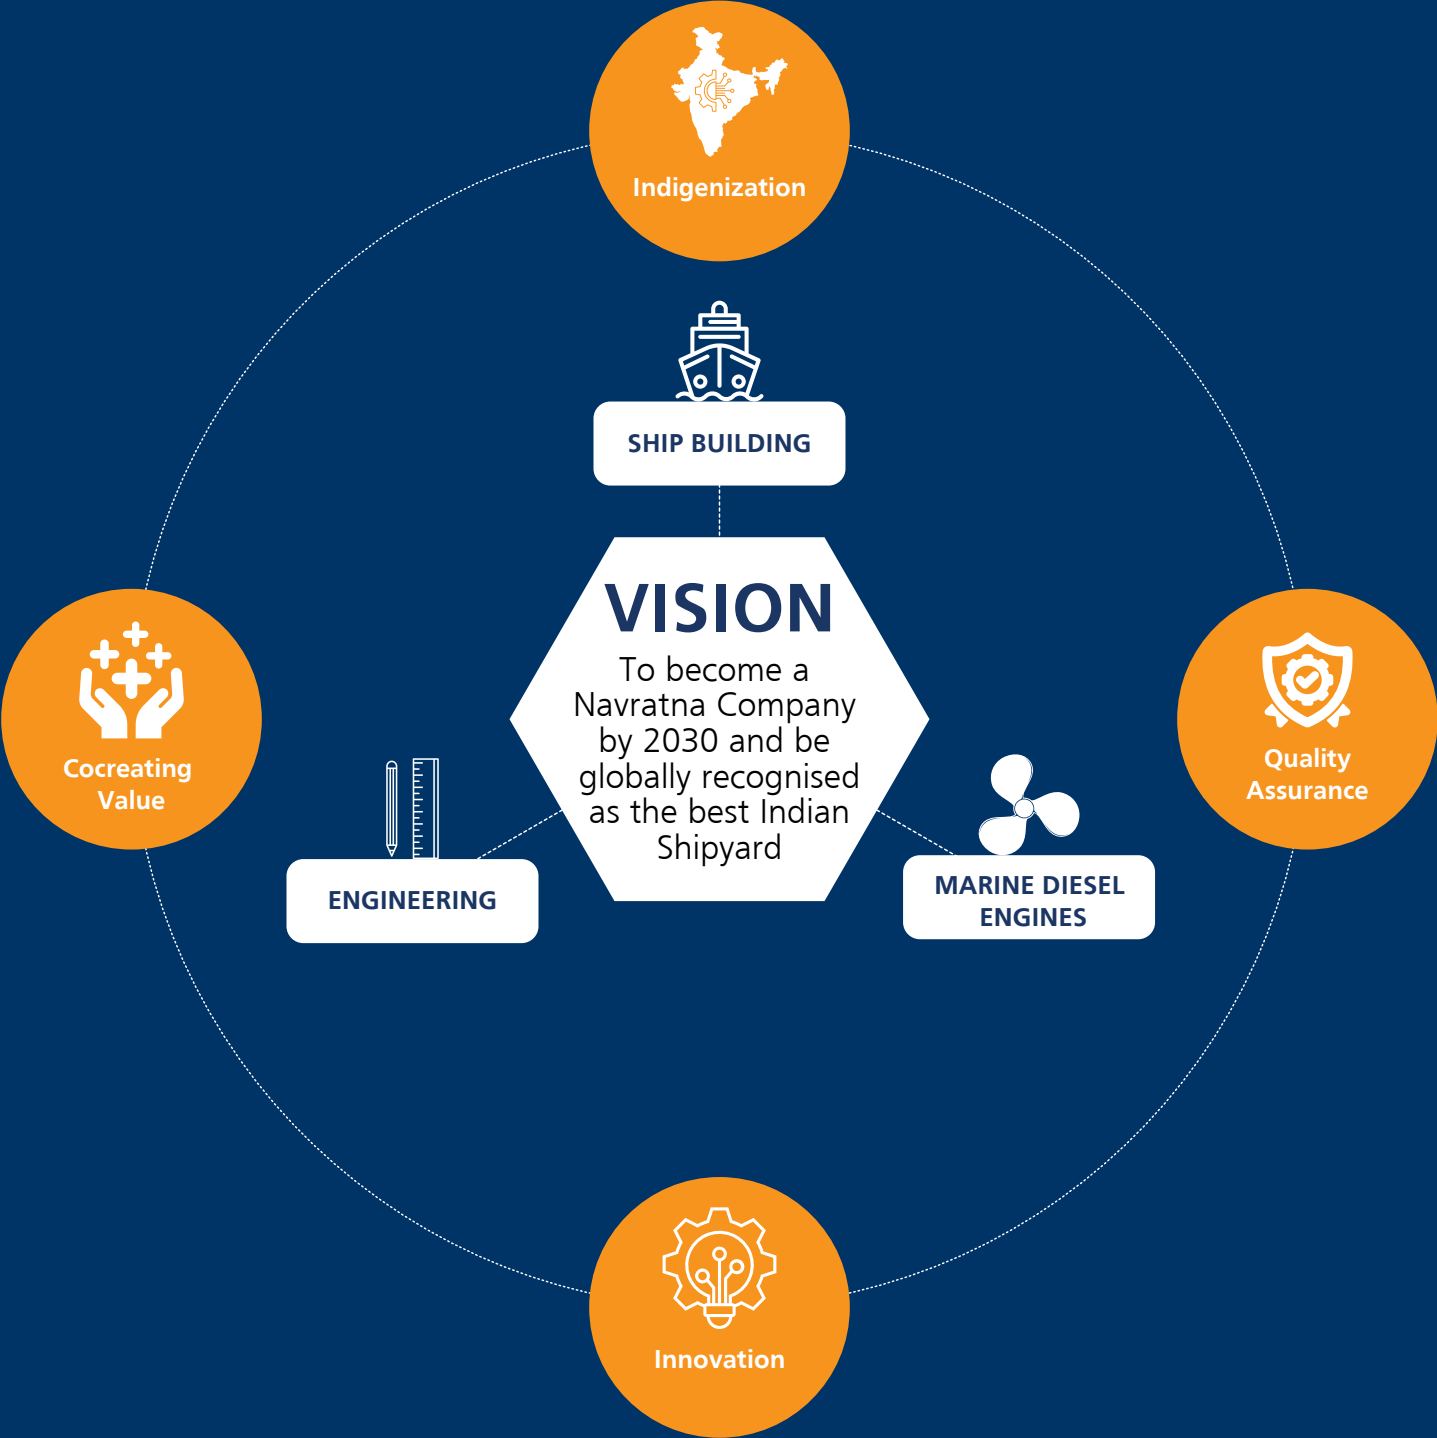 Indigenization
SHIP BUILDING
VISION
To become a
Navratna Company
by 2030 and be
globally recognised
as the best Indian
Shipyard
Cocreating
Value
Quality
Assurance
ENGINEERING
MARINE DIESEL
ENGINES
Innovation